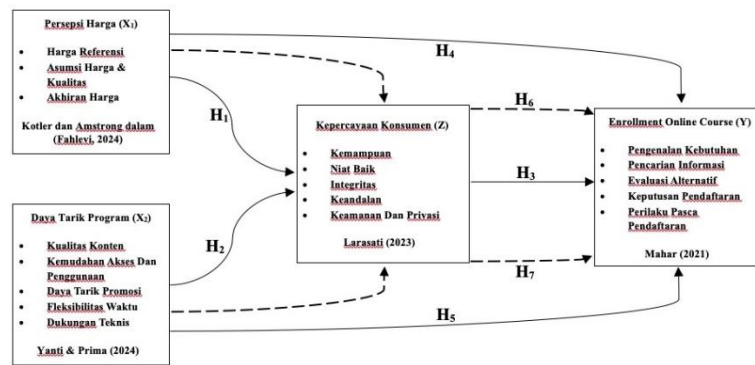 Persepsi Harga (X₁)
• Harga Referensi
• Asumsi Harga &
Kualitas
• Akhiran Harga
Kotler dan Amstrong dalam
(Fahlevi, 2024)
H₄
H₁
Kepercayaan Konsumen (Z)
• Kemampuan
• Niat Baik
• Integritas
• Keandalan
• Keamanan Dan Privasi
Larasati (2023)
H₆
H₃
H₇
Enrollment Online Course (Y)
• Pengenalan Kebutuhan
• Pencarian Informasi
• Evaluasi Alternatif
• Keputusan Pendaftaran
• Perilaku Pasca
Pendaftaran
Mahar (2021)
Daya Tarik Program (X₂)
• Kualitas Konten
• Kemudahan Akses Dan
Penggunaan
• Daya Tarik Promosi
• Fleksibilitas Waktu
• Dukungan Teknis
Yanti & Prima (2024)
H₂
H₅